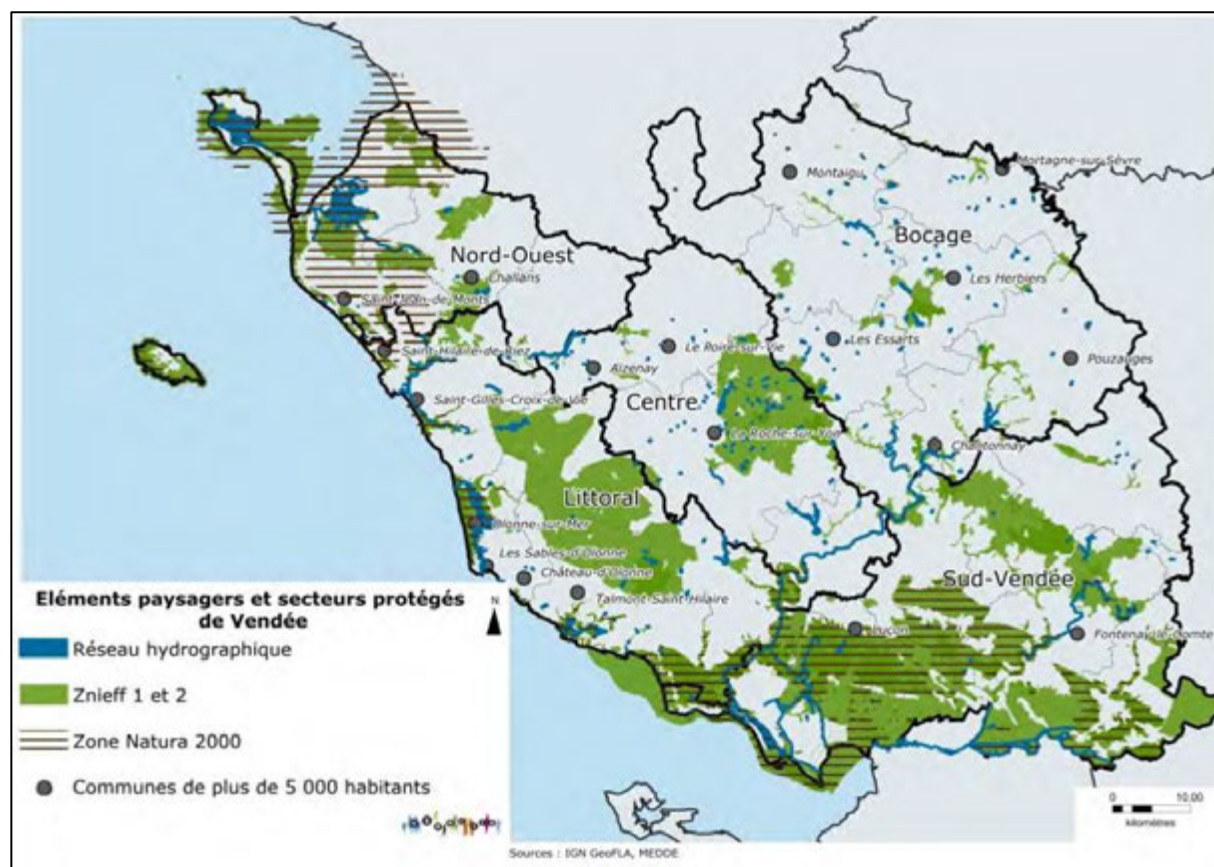 Mortagne-sur-Sèvre
Montaigu
Bocage
Nord-Ouest
Challans
Les Herbiers
Saint-Jean-de-Monts
Les Essarts
Saint-Hilaire-de-Riez
Le Poiré-sur-Vie
Pouzauges
Aizenay
Saint-Gilles-Croix-de-Vie
Centre
La Roche-sur-Yon
Chantonnay
Littoral
Olonne-sur-Mer
Les Sables-d'Olonne
Château-d'Olonne
Sud-Vendée
Talmont-Saint-Hilaire
Luçon
Fontenay-le-Comte
Eléments paysagers et secteurs protégés
de Vendée
N
Réseau hydrographique
Znieff 1 et 2
Zone Natura 2000
Communes de plus de 5 000 habitants
0 10,00
kilomètres
Sources : IGN GeoFLA, MEDDE